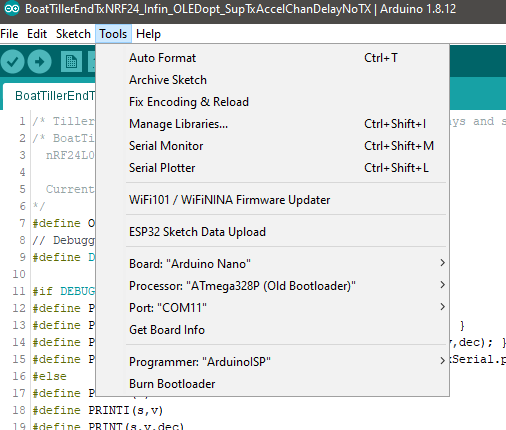 BoatTillerEndTxNRF24_Infin_OLEDopt_SupTxAccelChanDelayNoTX | Arduino 1.8.12
File Edit Sketch Tools Help
BoatTillerEndT
Auto Format Ctrl+T
Archive Sketch
Fix Encoding & Reload
Manage Libraries... Ctrl+Shift+I
Serial Monitor Ctrl+Shift+M
Serial Plotter Ctrl+Shift+L
WiFi101 / WiFiNINA Firmware Updater
ESP32 Sketch Data Upload
Board: "Arduino Nano"
Processor: "ATmega328P (Old Bootloader)"
Port: "COM11"
Get Board Info
Programmer: "ArduinoISP"
Burn Bootloader
1 /* Tiller ys and s
2 /* BoatTi
3 nRF24L0
4
5 Current
6 */
7 #define O
8 // Debugg
9 #define D
10
11 #if DEBUG
12 #define P
13 #define P }
14 #define P ,dec); }
15 #define P xSerial.p
16 #else
17 #define P
18 #define PRINTI(s,v)
19 #define PRINT(s,v,dec)